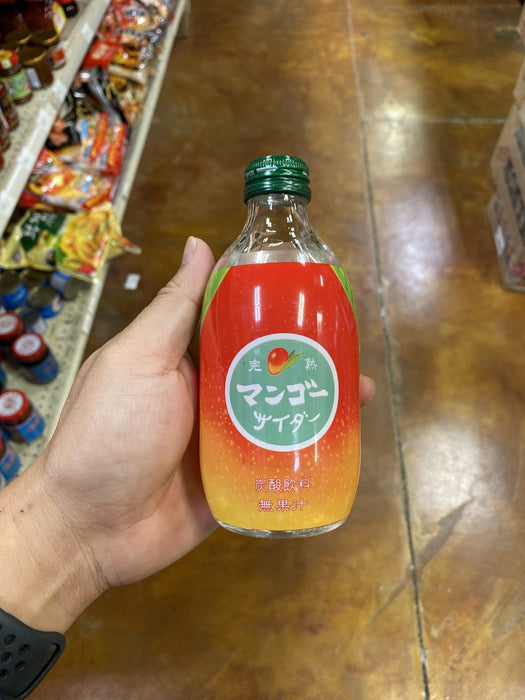 完熟
マンゴー
サイダー
炭酸飲料
無果汁